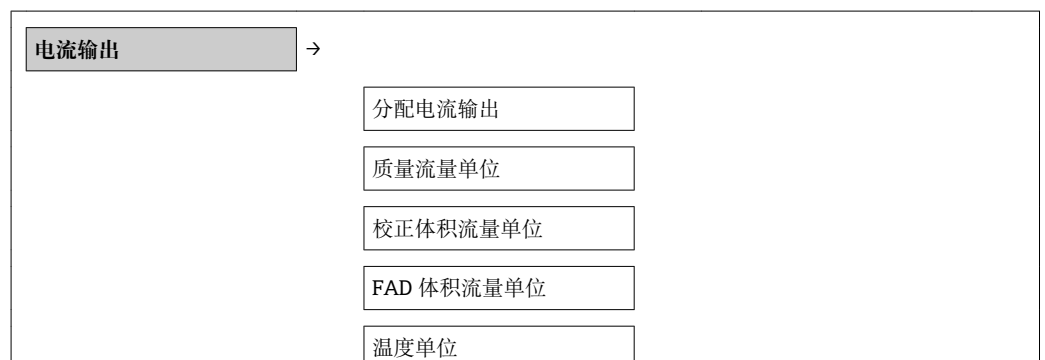 电流输出 →
分配电流输出
质量流量单位
校正体积流量单位
FAD 体积流量单位
温度单位